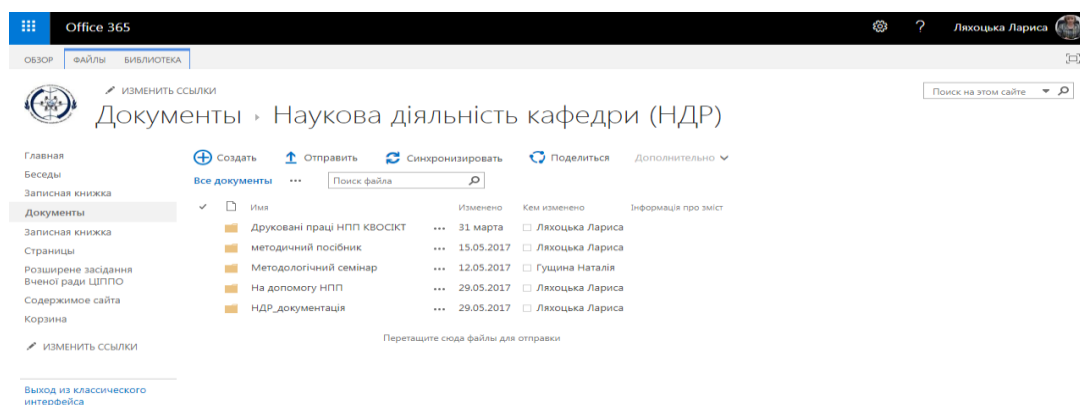 Office 365
? Ляхоцька Лариса
ОБЗОР ФАЙЛЫ БИБЛИОТЕКА
ИЗМЕНИТЬ ССЫЛКИ
Поиск на этом сайте
Документы › Наукова діяльність кафедри (НДР)
Главная
Беседы
Записная книжка
Документы
Записная книжка
Страницы
Розширене засідання
Вченої ради ЦІППО
Содержимое сайта
Корзина
ИЗМЕНИТЬ ССЫЛКИ
Выход из классического
интерфейса
Создать Отправить Синхронизировать Поделиться Дополнительно
Все документы ... Поиск файла
Имя Изменено Кем изменено Інформація про зміст
Друковані праці НПП КВОСІКТ ... 31 марта Ляхоцька Лариса
методичний посібник ... 15.05.2017 Ляхоцька Лариса
Методологічний семінар ... 12.05.2017 Гущина Наталія
На допомогу НПП ... 29.05.2017 Ляхоцька Лариса
НДР_документація ... 29.05.2017 Ляхоцька Лариса
Перетащите сюда файлы для отправки